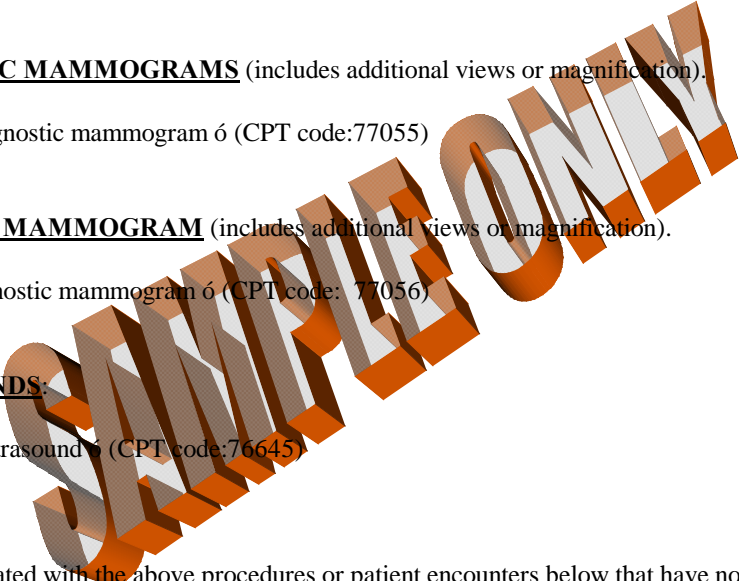 C MAMMOGRAMS (includes additional views or magnification).
gnostic mammogram ó (CPT code:77055)
MAMMOGRAM (includes additional views or magnification).
nostic mammogram ó (CPT code: 77056)
NDS:
trasound ó (CPT code:76645)
SAMPLE ONLY
ated with the above procedures or patient encounters below that have no